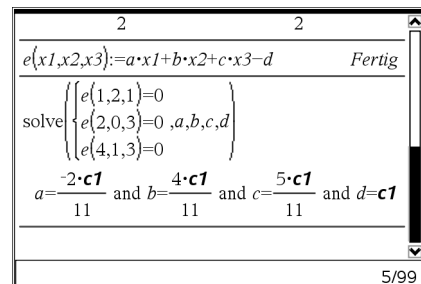 2 2
e(x1,x2,x3):=a•x1+b•x2+c•x3−d Fertig
solve({e(1,2,1)=0
e(2,0,3)=0 ,a,b,c,d)
e(4,1,3)=0
a=-2•c1/11 and b=4•c1/11 and c=5•c1/11 and d=c1
5/99